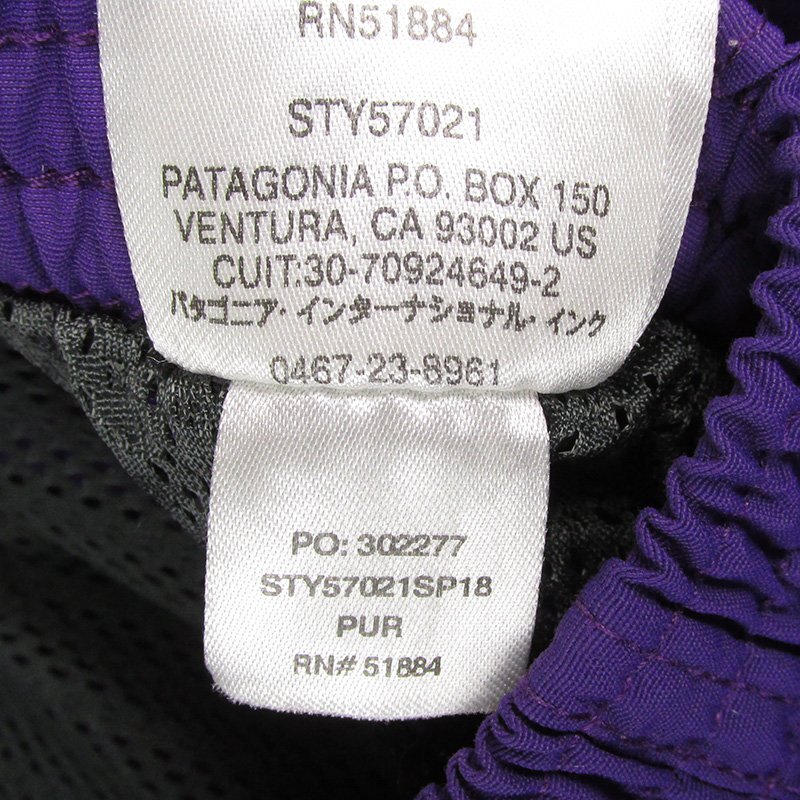 RN51884
STY57021
PATAGONIA P.O. BOX 150
VENTURA, CA 93002 US
CUIT:30-70924649-2
パタゴニア・インターナショナル・インク
0467-23-8961
PO: 302277
STY57021SP18
PUR
RN# 51884